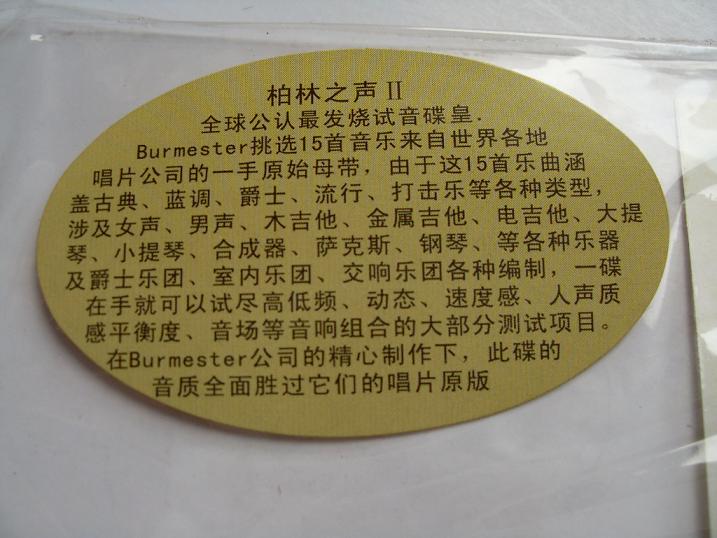 柏林之声Ⅱ
全球公认最发烧试音碟皇.
Burmester挑选15首音乐来自世界各地
唱片公司的一手原始母带，由于这15首乐曲涵
盖古典、蓝调、爵士、流行、打击乐等各种类型，
涉及女声、男声、木吉他、金属吉他、电吉他、大提
琴、小提琴、合成器、萨克斯、钢琴、等各种乐器
及爵士乐团、室内乐团、交响乐团各种编制，一碟
在手就可以试尽高低频、动态、速度感、人声质
感平衡度、音场等音响组合的大部分测试项目。
在Burmester公司的精心制作下，此碟的
音质全面胜过它们的唱片原版